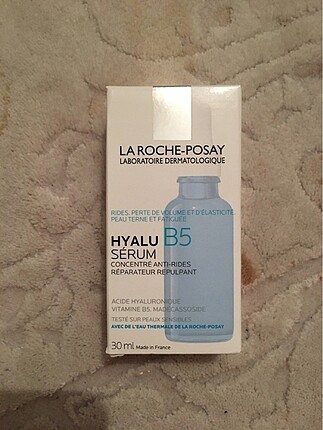 LA ROCHE-POSAY
LABORATOIRE DERMATOLOGIQUE
RIDES, PERTE DE VOLUME ET D'ELASTICITE,
PEAU TERNE ET FATIGUÉE
HYALU B5
SÉRUM
CONCENTRÉ ANTI-RIDES
RÉPARATEUR REPULPANT
ACIDE HYALURONIQUE
VITAMINE B5. MADECASSOSIDE
TESTÉ SUR PEAUX SENSIBLES
AVEC DE L'EAU THERMALE DE LA ROCHE-POSAY
30 ml Made in France